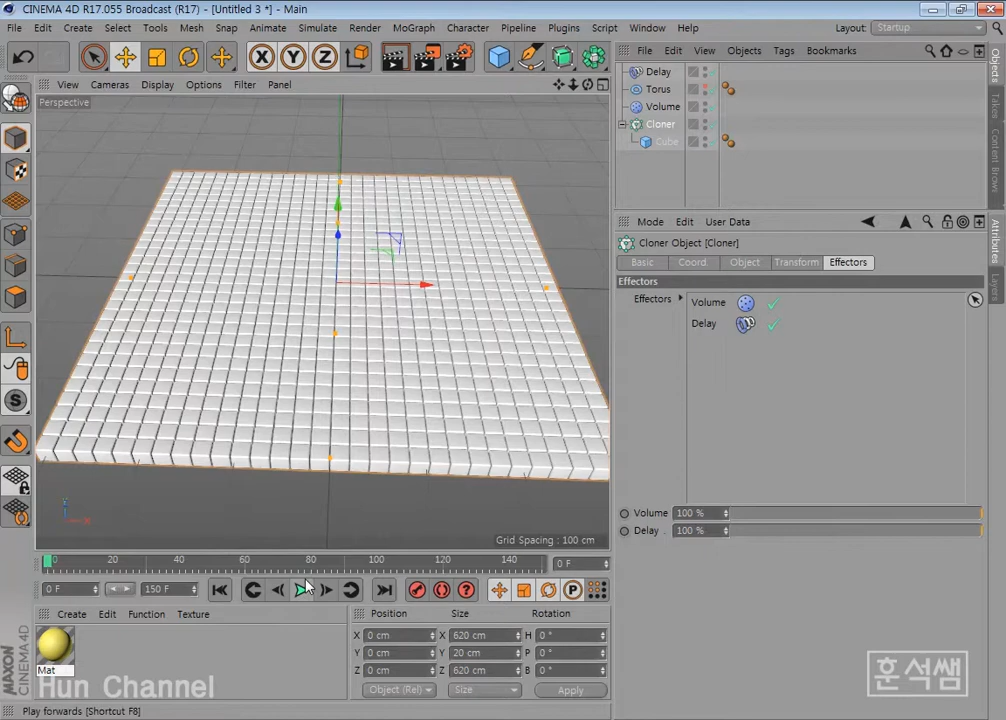 CINEMA 4D R17.055 Broadcast (R17) - [Untitled 3 *] - Main
File Edit Create Select Tools Mesh Snap Animate Simulate Render MoGraph Character Pipeline Plugins Script Window Help Layout: Startup
X Y Z
File Edit View Objects Tags Bookmarks
View Cameras Display Options Filter Panel
Perspective
Delay
Torus
Volume
Cloner
Cube
Objects
Takes
Content Brows
Mode Edit User Data
Cloner Object [Cloner]
Basic Coord. Object Transform Effectors
Effectors
Effectors Volume
Delay
Attributes
Layers
Volume 100 %
Delay . 100 %
Grid Spacing : 100 cm
0 20 40 60 80 100 120 140 0 F
0 F 150 F
P
Create Edit Function Texture
Mat
Position Size Rotation
X 0 cm X 620 cm H 0 °
Y 0 cm Y 20 cm P 0 °
Z 0 cm Z 620 cm B 0 °
Object (Rel) Size Apply
MAXON
CINEMA 4D
Hun Channel
훈석쌤
Play forwards [Shortcut F8]